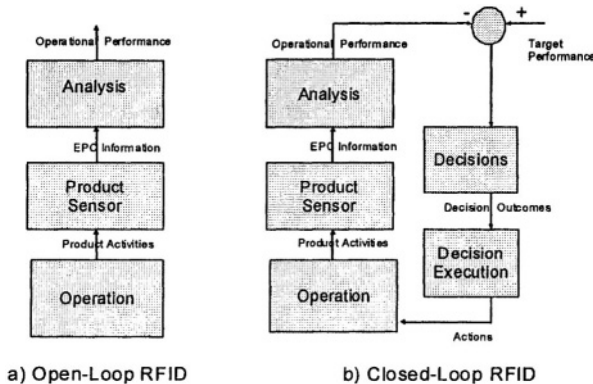 Operational Performance
Analysis
EPC Information
Product
Sensor
Product Activities
Operation
a) Open-Loop RFID
- +
Operational Performance
Target
Performance
Analysis
EPC Information
Decisions
Product
Sensor
Decision Outcomes
Product Activities
Decision
Execution
Operation
Actions
b) Closed-Loop RFID